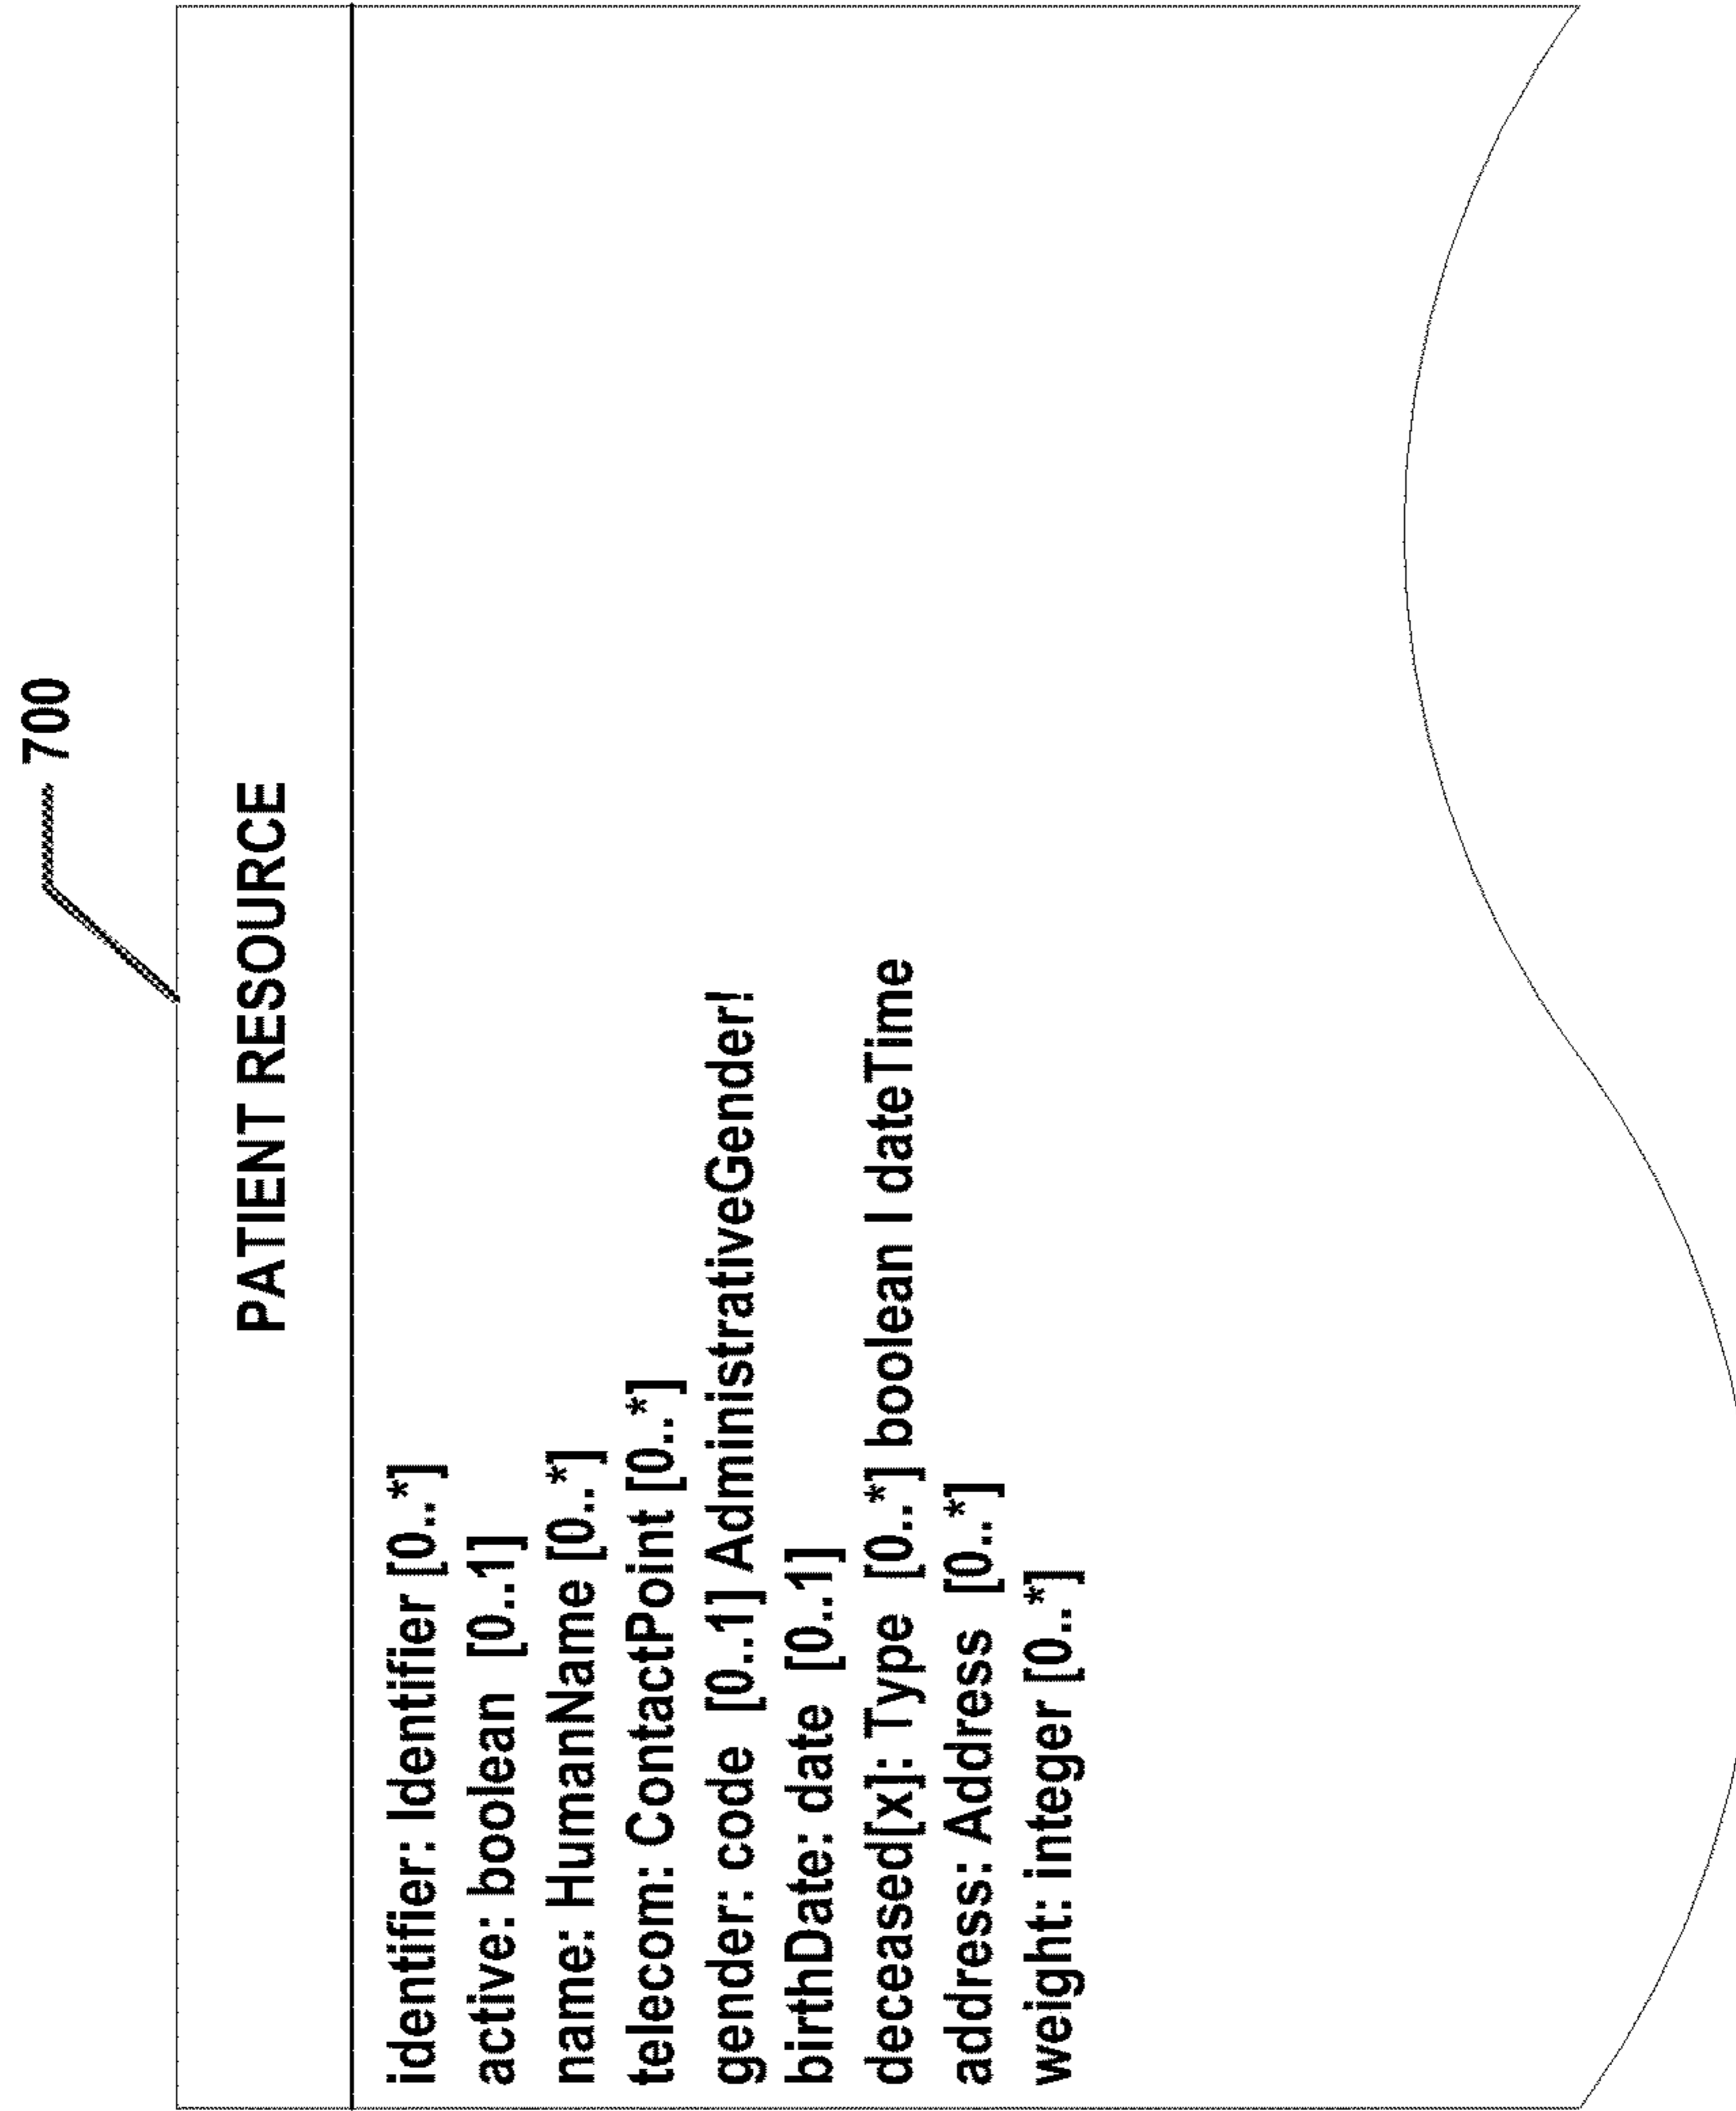 700
PATIENT RESOURCE
identifier: Identifier [0..*]
active: boolean [0..1]
name: HumanName [0..*]
telecom: ContactPoint [0..*]
gender: code [0..1] AdministrativeGender!
birthDate: date [0..1]
deceased[x]: Type [0..*] boolean I dateTime
address: Address [0..*]
weight: integer [0..*]